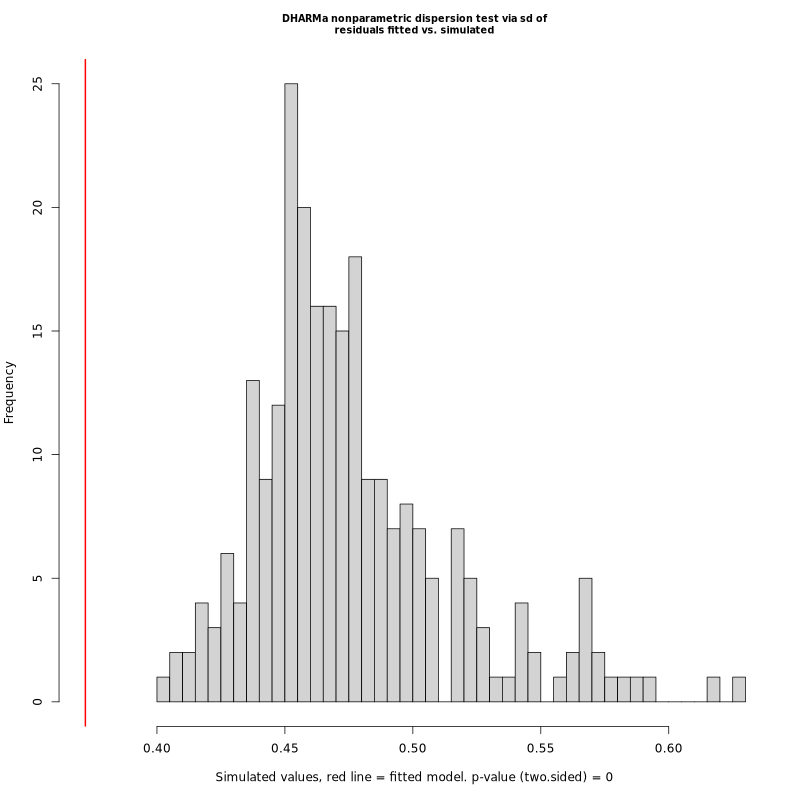 DHARMa nonparametric dispersion test via sd of
residuals fitted vs. simulated
Frequency
25
20
15
10
5
0
0.40 0.45 0.50 0.55 0.60
Simulated values, red line = fitted model. p-value (two.sided) = 0